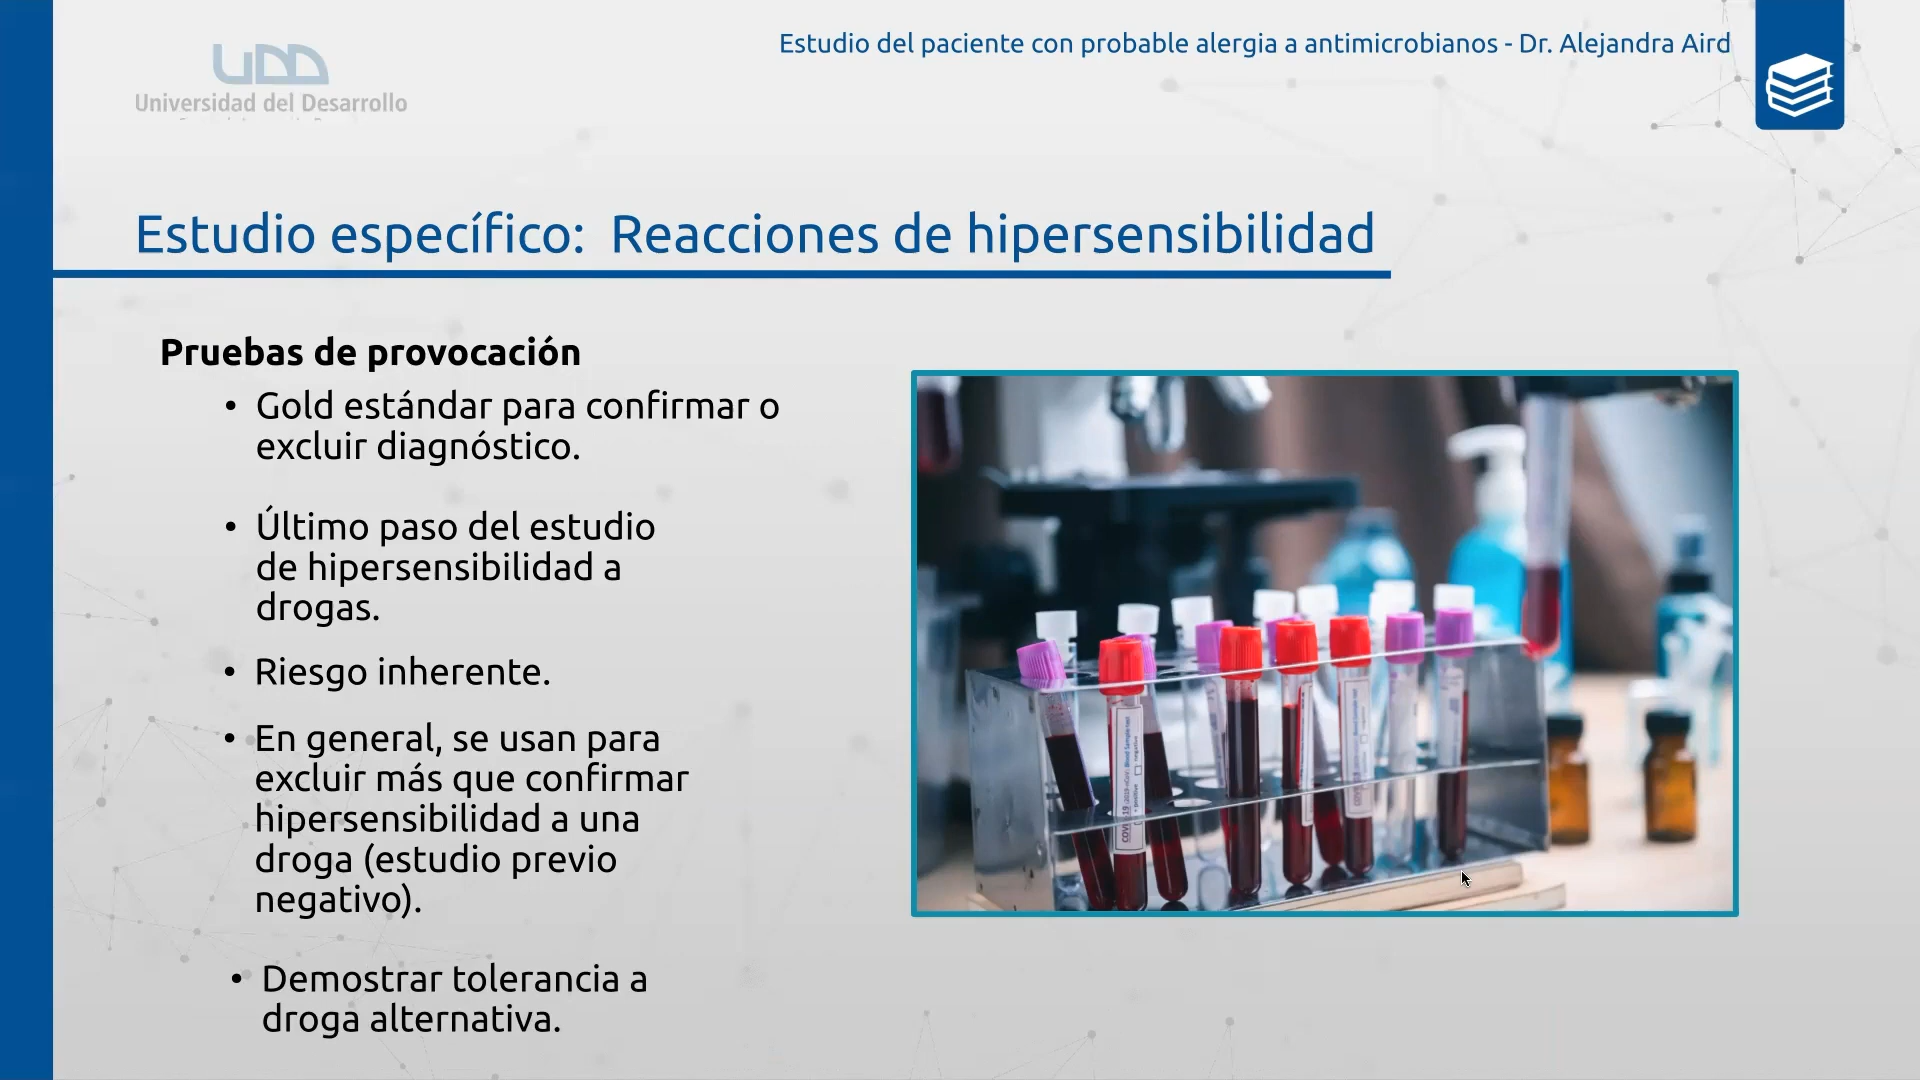 Estudio del paciente con probable alergia a antimicrobianos - Dr. Alejandra Aird
UDD
Universidad del Desarrollo
Estudio específico: Reacciones de hipersensibilidad
Pruebas de provocación
• Gold estándar para confirmar o
excluir diagnóstico.
• Último paso del estudio
de hipersensibilidad a
drogas.
• Riesgo inherente.
• En general, se usan para
excluir más que confirmar
hipersensibilidad a una
droga (estudio previo
negativo).
• Demostrar tolerancia a
droga alternativa.